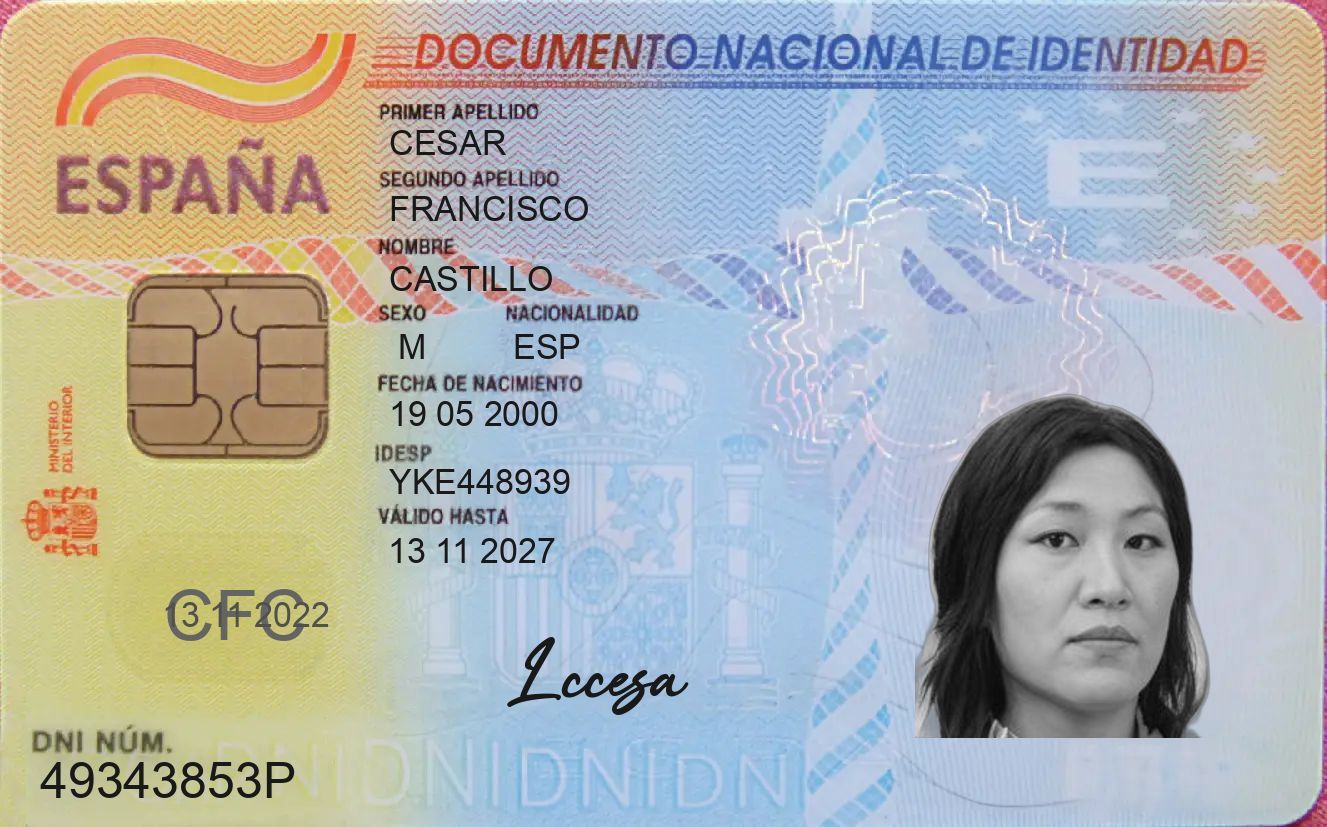 DOCUMENTO NACIONAL DE IDENTIDAD
ESPAÑA
PRIMER APELLIDO
CESAR
SEGUNDO APELLIDO
FRANCISCO
NOMBRE
CASTILLO
SEXO NACIONALIDAD
M ESP
FECHA DE NACIMIENTO
19 05 2000
IDESP
YKE448939
VÁLIDO HASTA
13 11 2027
MINISTERIO
DEL INTERIOR
E
CFC
13 11 2022
Lccesa
DNI NÚM.
49343853P
DNIDNIDNIDNI